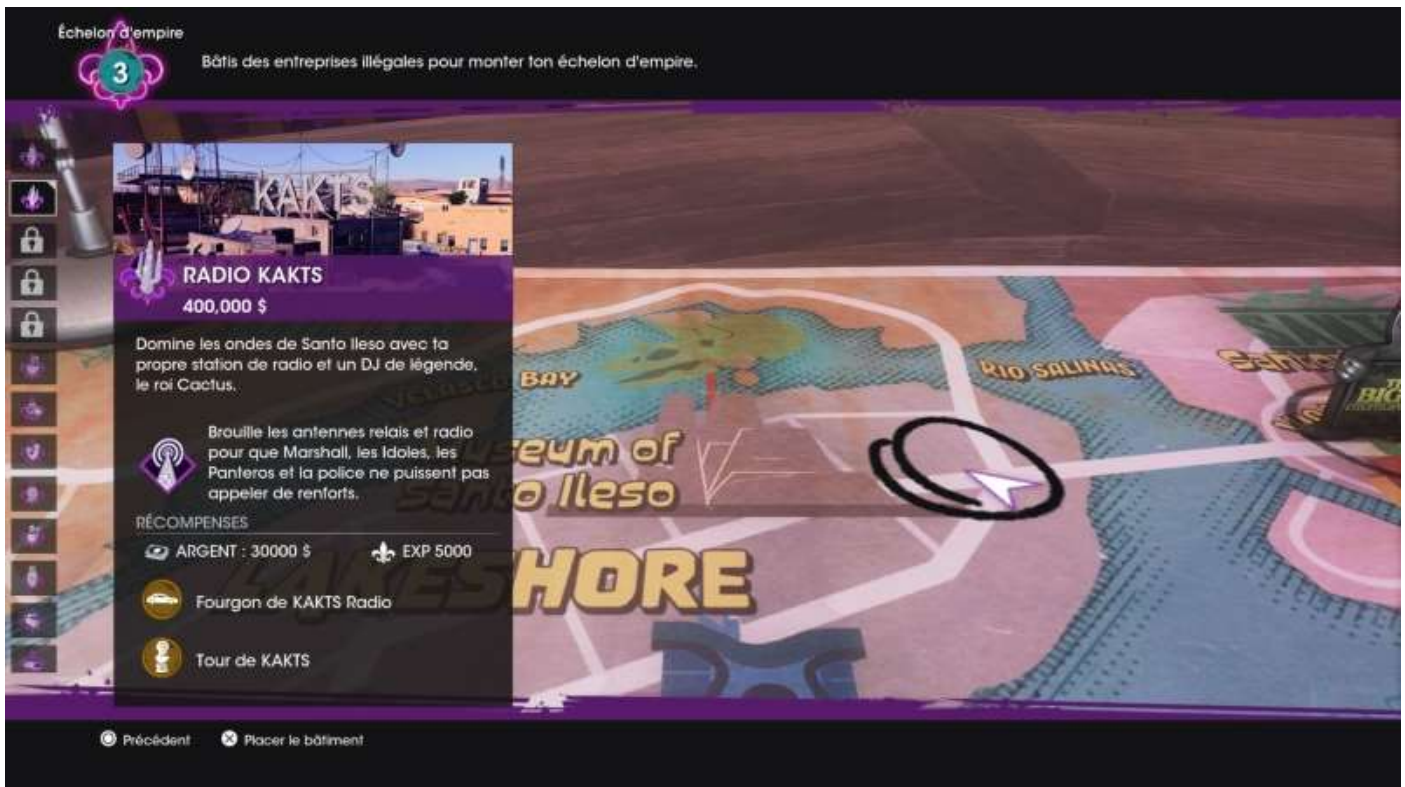 Échelon d'empire
3
Bâtis des entreprises illégales pour monter ton échelon d'empire.
KAKTS
RADIO KAKTS
400,000 $
Domine les ondes de Santo Ileso avec ta
propre station de radio et un DJ de légende,
le roi Cactus.
Brouille les antennes relais et radio
pour que Marshall, les Idoles, les
Panteros et la police ne puissent pas
appeler de renforts.
RÉCOMPENSES
ARGENT : 30000 $
EXP 5000
Fourgon de KAKTS Radio
Tour de KAKTS
BAY
RIO SALINAS
Santo
BIG
Museum of
Santo Ileso
LAKESHORE
Précédent
Placer le bâtiment